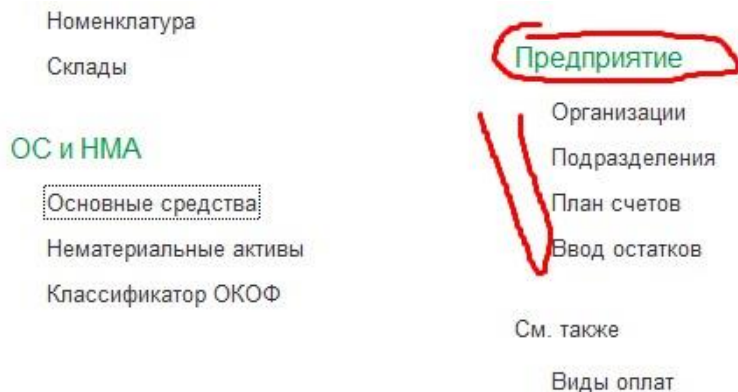 Номенклатура
Склады
ОС и НМА
Основные средства
Нематериальные активы
Классификатор ОКОФ
Предприятие
Организации
Подразделения
План счетов
Ввод остатков
См. также
Виды оплат